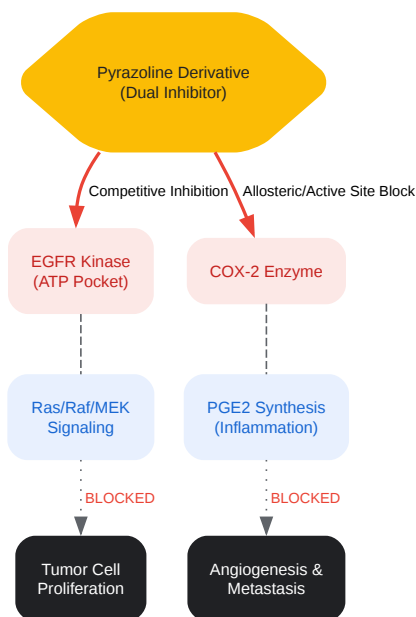 Pyrazoline Derivative
(Dual Inhibitor)
Competitive Inhibition
Allosteric/Active Site Block
EGFR Kinase
(ATP Pocket)
COX-2 Enzyme
Ras/Raf/MEK
Signaling
PGE2 Synthesis
(Inflammation)
BLOCKED
BLOCKED
Tumor Cell
Proliferation
Angiogenesis &
Metastasis